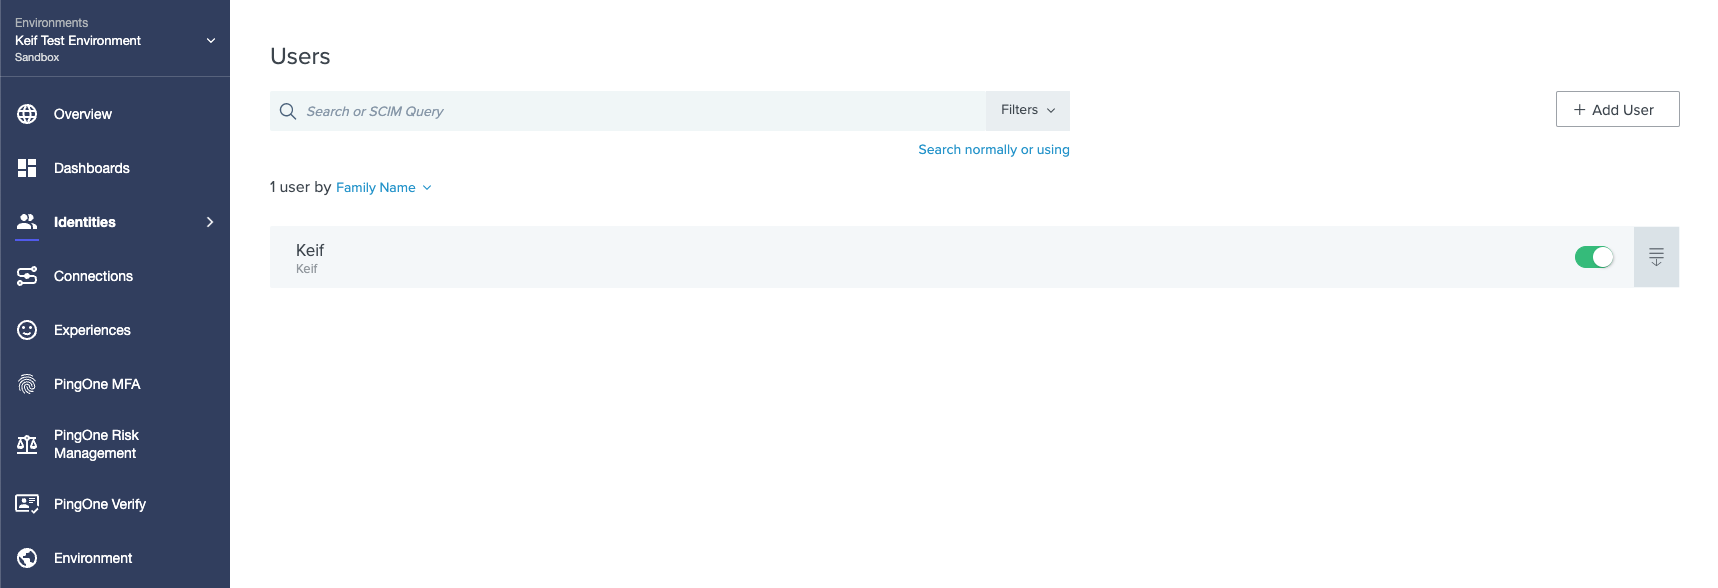 Environments
Keif Test Environment
Sandbox
Overview
Dashboards
Identities
Connections
Experiences
PingOne MFA
PingOne Risk
Management
PingOne Verify
Environment
Users
Search or SCIM Query
Filters
+ Add User
Search normally or using
1 user by Family Name
Keif
Keif